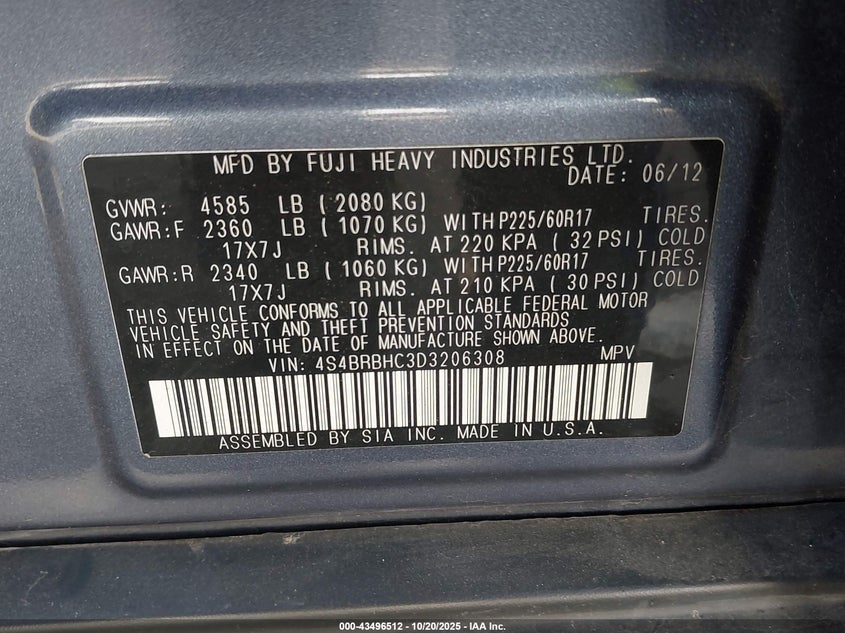 MFD BY FUJI HEAVY INDUSTRIES LTD.
DATE: 06/12
GVWR: 4585 LB ( 2080 KG)
GAWR:F 2360 LB ( 1070 KG) WITH P225/60R17 TIRES.
17X7J RIMS. AT 220 KPA ( 32 PSI) COLD
GAWR:R 2340 LB ( 1060 KG) WITH P225/60R17 TIRES.
17X7J RIMS. AT 210 KPA ( 30 PSI) COLD
THIS VEHICLE CONFORMS TO ALL APPLICABLE FEDERAL MOTOR
VEHICLE SAFETY AND THEFT PREVENTION STANDARDS
IN EFFECT ON THE DATE OF MANUFACTURE SHOWN ABOVE.
VIN: 4S4BRBHC3D3206308 MPV
ASSEMBLED BY SIA INC. MADE IN U.S.A.
000-43496512 - 10/20/2025 - IAA Inc.